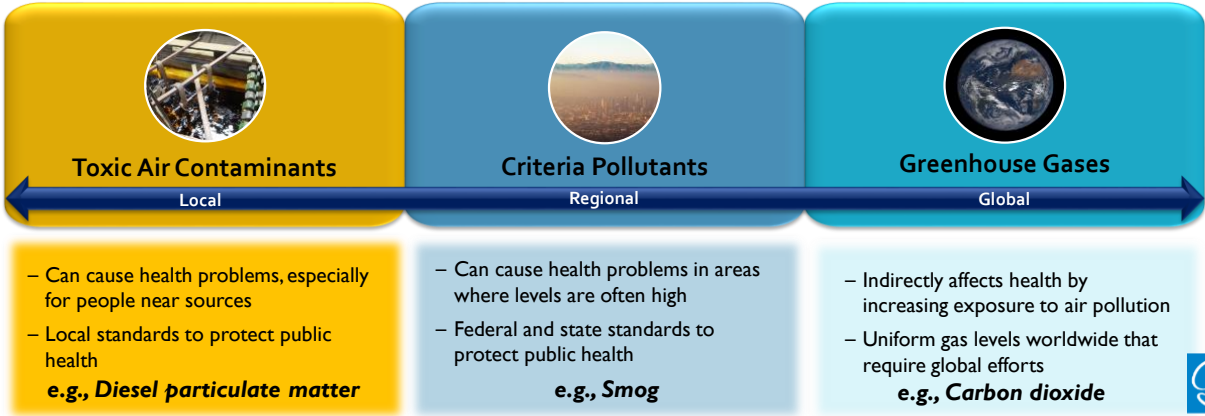 Toxic Air Contaminants
Criteria Pollutants
Greenhouse Gases
Local
Regional
Global
– Can cause health problems, especially
for people near sources
– Local standards to protect public
health
e.g., Diesel particulate matter
– Can cause health problems in areas
where levels are often high
– Federal and state standards to
protect public health
e.g., Smog
– Indirectly affects health by
increasing exposure to air pollution
– Uniform gas levels worldwide that
require global efforts
e.g., Carbon dioxide